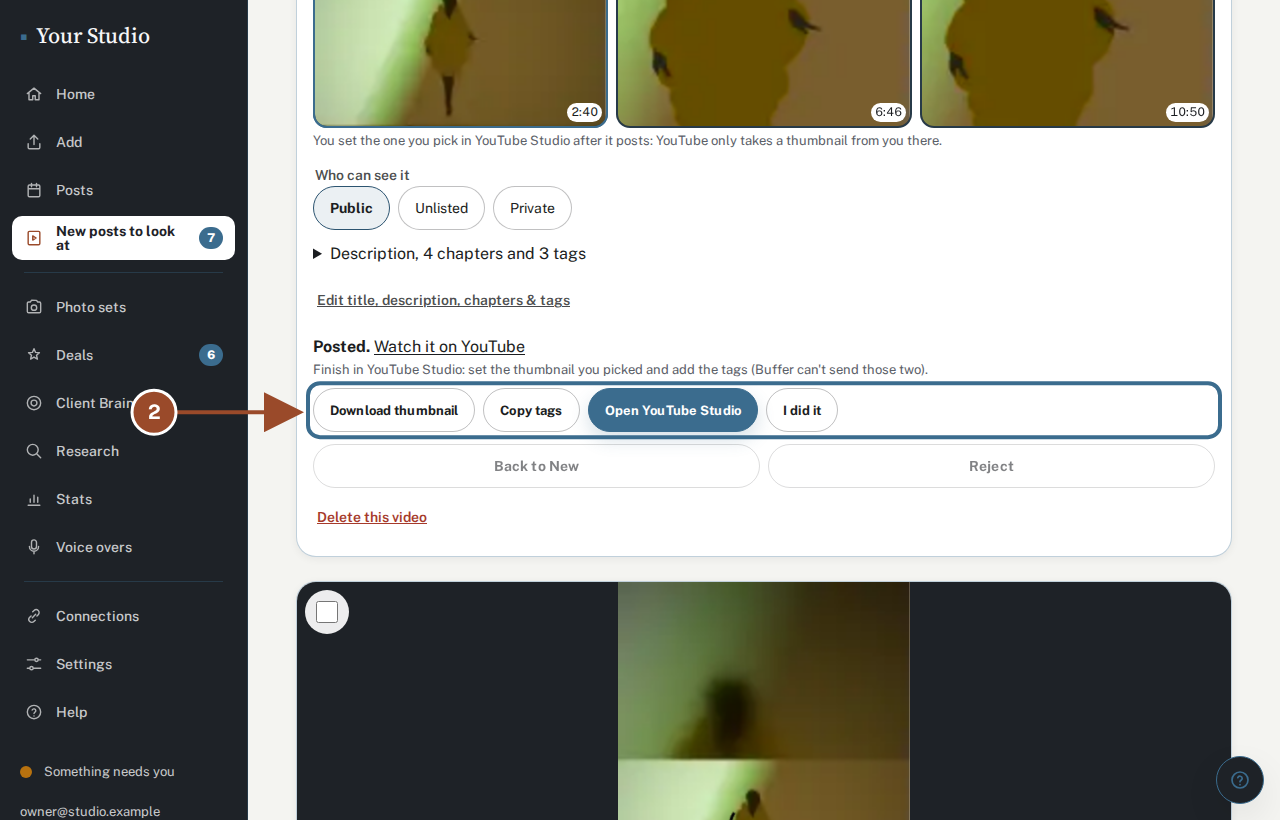 Your Studio
Home
Add
Posts
New posts to look at
7
Photo sets
Deals
6
Client Brain
2
Research
Stats
Voice overs
Connections
Settings
Help
Something needs you
owner@studio.example
2:40
6:46
10:50
You set the one you pick in YouTube Studio after it posts: YouTube only takes a thumbnail from you there.
Who can see it
Public
Unlisted
Private
Description, 4 chapters and 3 tags
Edit title, description, chapters & tags
Posted. Watch it on YouTube
Finish in YouTube Studio: set the thumbnail you picked and add the tags (Buffer can't send those two).
Download thumbnail
Copy tags
Open YouTube Studio
I did it
Back to New
Reject
Delete this video